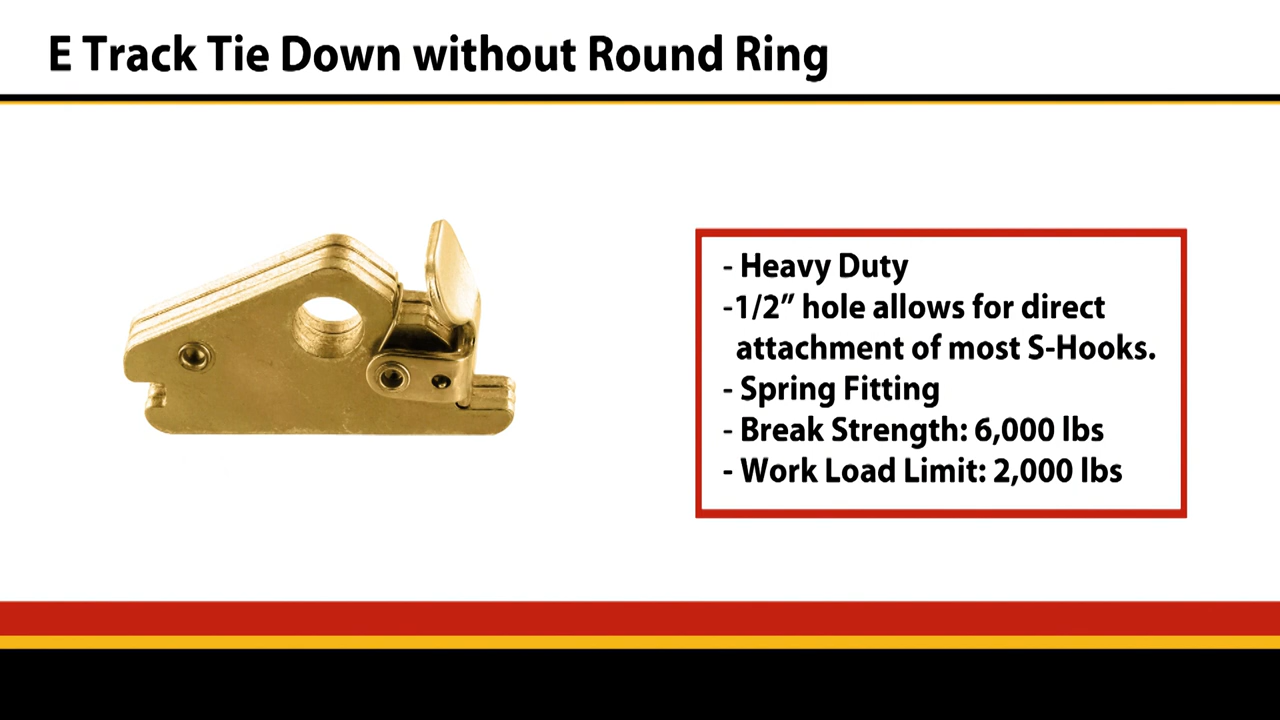 E Track Tie Down without Round Ring
- Heavy Duty
-1/2” hole allows for direct
attachment of most S-Hooks.
- Spring Fitting
- Break Strength: 6,000 lbs
- Work Load Limit: 2,000 lbs